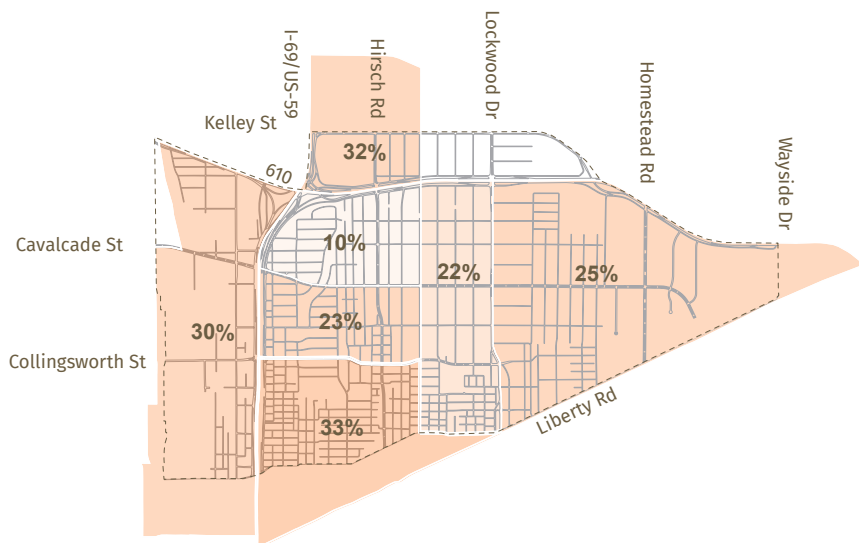 I-69/US-59
Hirsch Rd
Lockwood Dr
Homestead Rd
Wayside Dr
Kelley St
610
32%
Cavalcade St
10%
22%
25%
30%
23%
Collingsworth St
33%
Liberty Rd